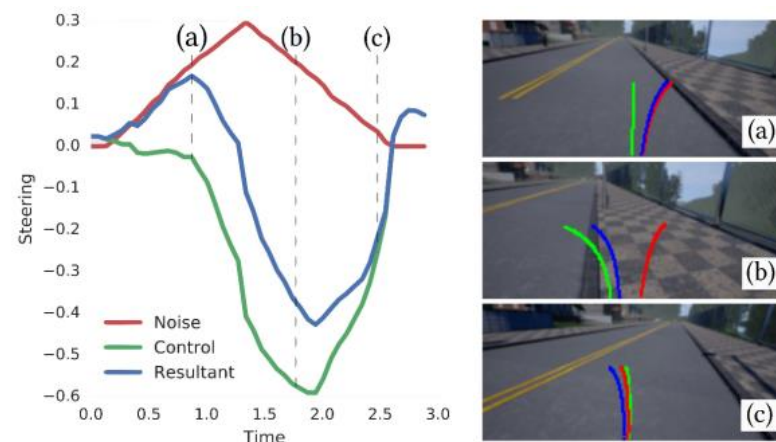 0.3
0.2
0.1
0.0
−0.1
−0.2
−0.3
−0.4
−0.5
−0.6
Steering
(a)
(b)
(c)
Noise
Control
Resultant
0.0 0.5 1.0 1.5 2.0 2.5 3.0
Time
(a)
(b)
(c)